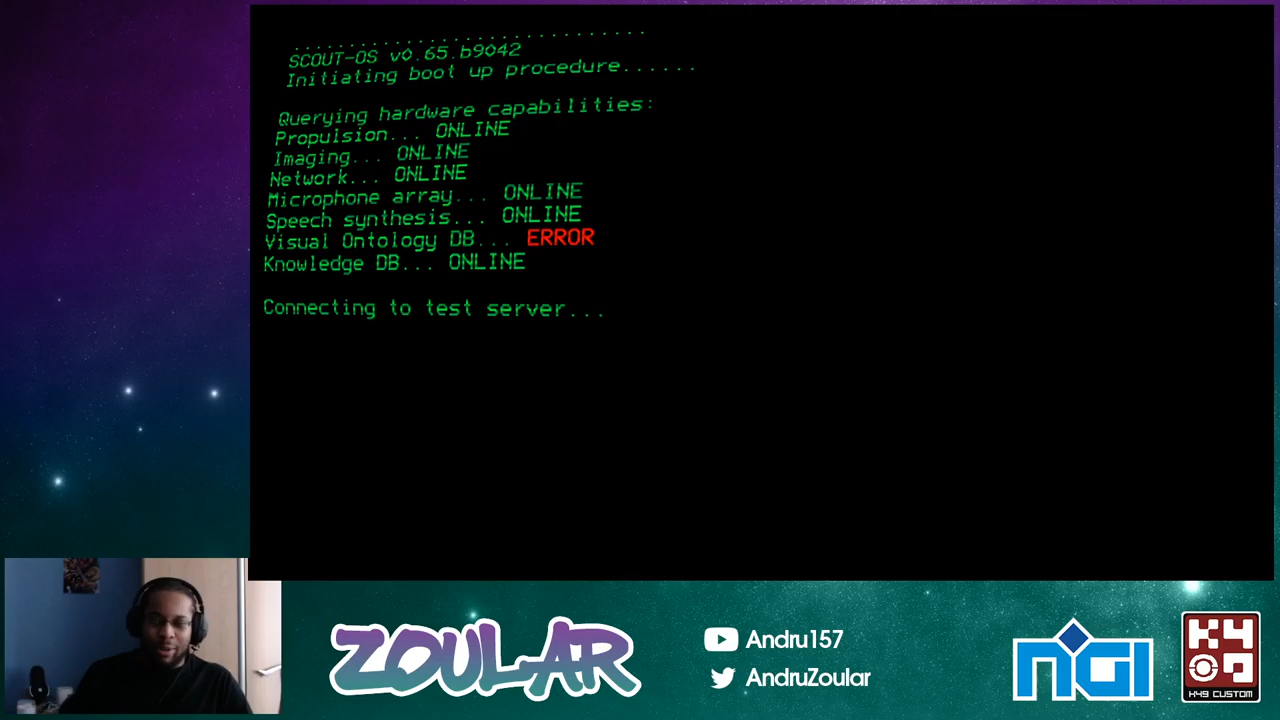 SCOUT-OS v0.65.b9042
Initiating boot up procedure......
Querying hardware capabilities:
Propulsion... ONLINE
Imaging... ONLINE
Network... ONLINE
Microphone array... ONLINE
Speech synthesis... ONLINE
Visual Ontology DB... ERROR
Knowledge DB... ONLINE
Connecting to test server...
ZOULAR
Andru157
AndruZoular
NGI
K49
K49 CUSTOM